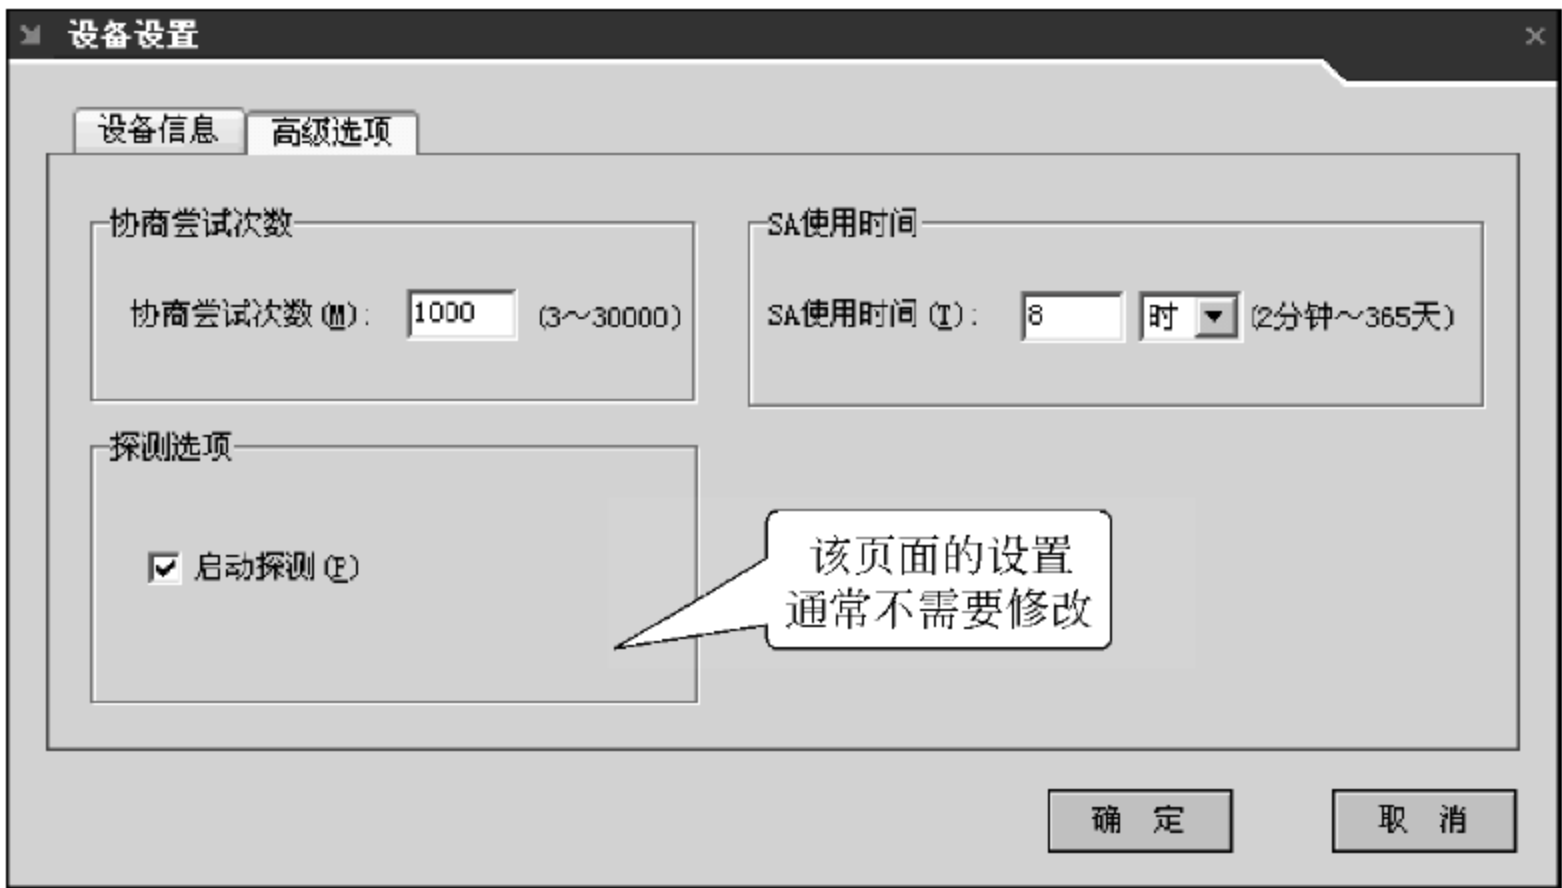 设备设置
设备信息 高级选项
协商尝试次数
协商尝试次数(M): 1000 (3～30000)
SA使用时间
SA使用时间(T): 8 时 (2分钟～365天)
探测选项
启动探测(P)
该页面的设置
通常不需要修改
确 定 取 消